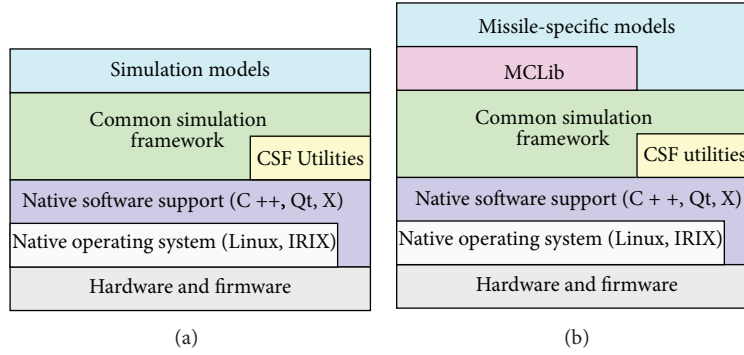 Simulation models
Common simulation
framework
CSF Utilities
Native software support (C ++, Qt, X)
Native operating system (Linux, IRIX)
Hardware and firmware
(a)
Missile-specific models
MCLib
Common simulation
framework
CSF utilities
Native software support (C + +, Qt, X)
Native operating system (Linux, IRIX)
Hardware and firmware
(b)